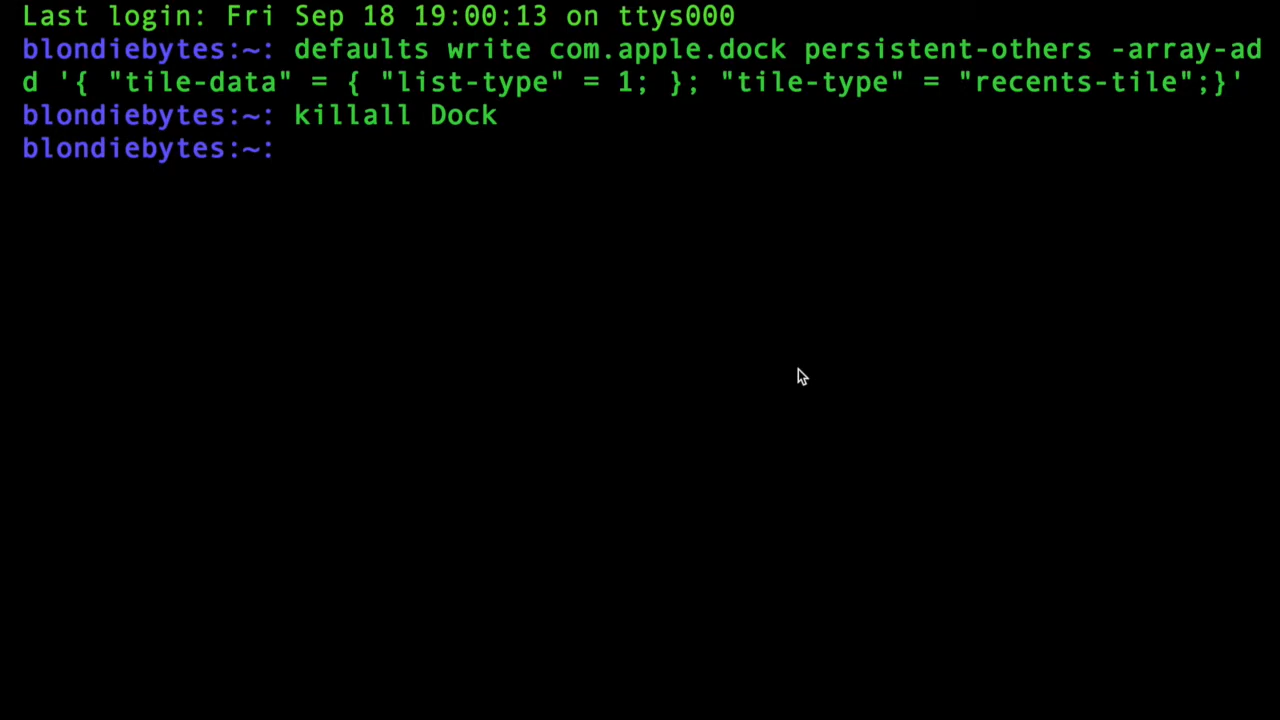 Last login: Fri Sep 18 19:00:13 on ttys000
blondiebytes:~: defaults write com.apple.dock persistent-others -array-ad
d '{ "tile-data" = { "list-type" = 1; }; "tile-type" = "recents-tile";}'
blondiebytes:~: killall Dock
blondiebytes:~: